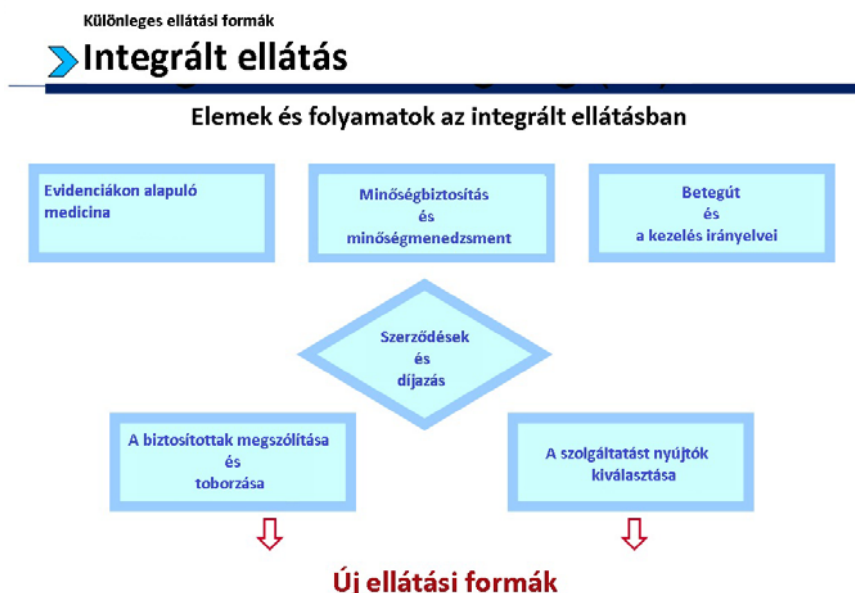 Különleges ellátási formák
Integrált ellátás
Elemek és folyamatok az integrált ellátásban
Evidenciákon alapuló
medicina
Minőségbiztosítás
és
minőségmenedzsment
Betegút
és
a kezelés irányelvei
Szerződések
és
díjazás
A biztosítottak megszólítása
és
toborzása
A szolgáltatást nyújtók
kiválasztása
Új ellátási formák